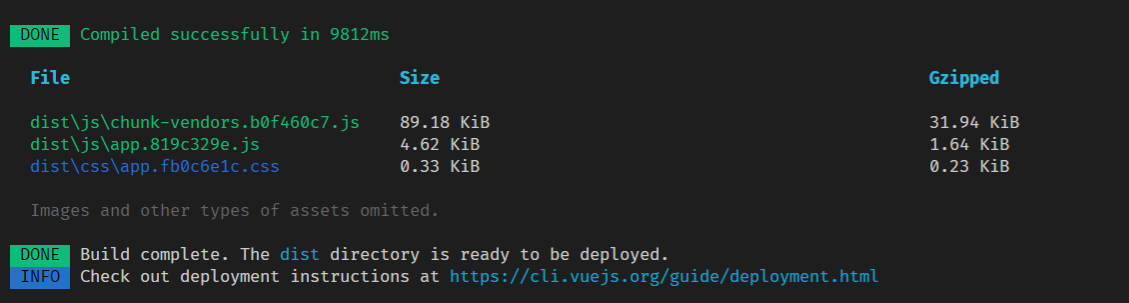 DONE Compiled successfully in 9812ms
File Size Gzipped
dist\js\chunk-vendors.b0f460c7.js 89.18 KiB 31.94 KiB
dist\js\app.819c329e.js 4.62 KiB 1.64 KiB
dist\css\app.fb0c6e1c.css 0.33 KiB 0.23 KiB
Images and other types of assets omitted.
DONE Build complete. The dist directory is ready to be deployed.
INFO Check out deployment instructions at https://cli.vuejs.org/guide/deployment.html